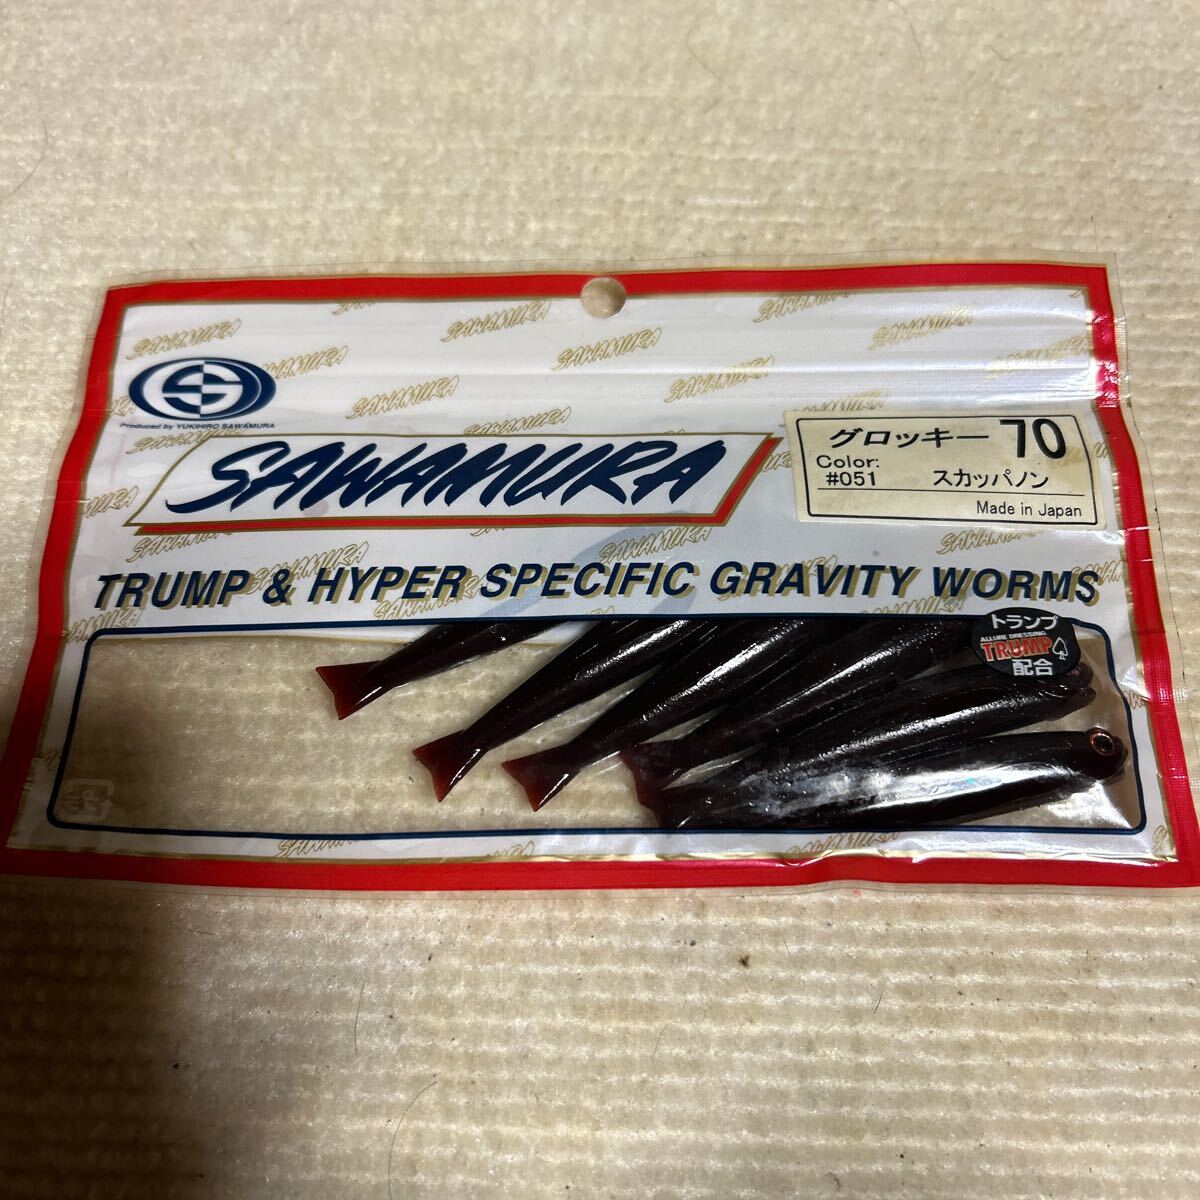 Produced by YUKIHIRO SAWAMURA
SAWAMURA
グロッキー 70
Color:
#051 スカッパノン
Made in Japan
TRUMP & HYPER SPECIFIC GRAVITY WORMS
トランプ
ALLURE DRESSING
TRUMP
配合